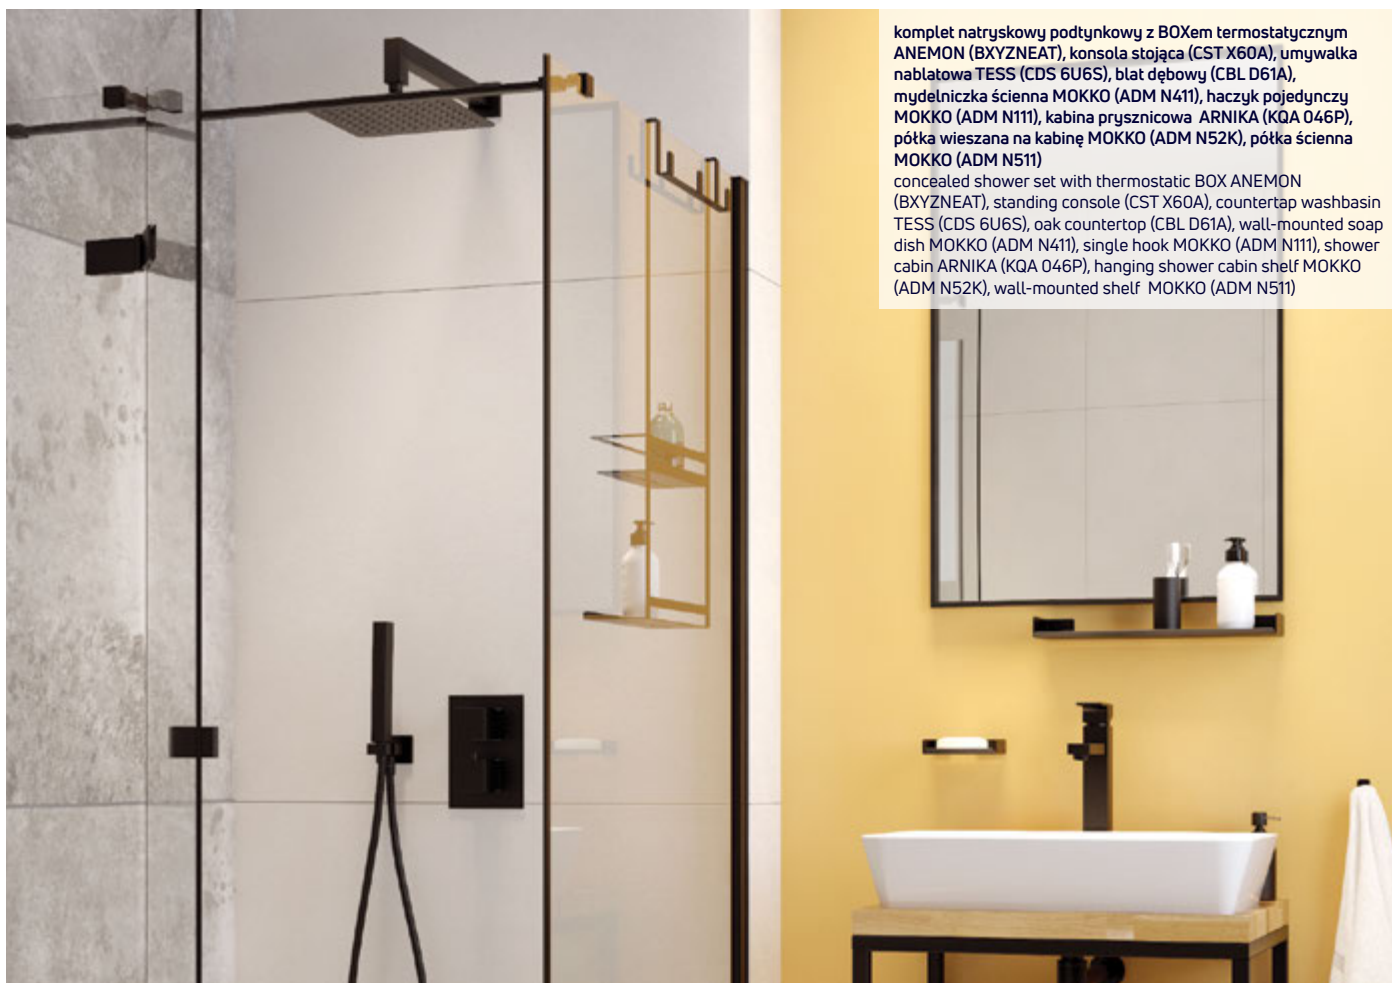 komplet natryskowy podtynkowy z BOXem termostatycznym
ANEMON (BXYZNEAT), konsola stojąca (CST X60A), umywalka
nablatowa TESS (CDS 6U6S), blat dębowy (CBL D61A),
mydelniczka ścienna MOKKO (ADM N411), haczyk pojedynczy
MOKKO (ADM N111), kabina prysznicowa ARNIKA (KQA 046P),
półka wieszana na kabinę MOKKO (ADM N52K), półka ścienna
MOKKO (ADM N511)
concealed shower set with thermostatic BOX ANEMON
(BXYZNEAT), standing console (CST X60A), countertap washbasin
TESS (CDS 6U6S), oak countertop (CBL D61A), wall-mounted soap
dish MOKKO (ADM N411), single hook MOKKO (ADM N111), shower
cabin ARNIKA (KQA 046P), hanging shower cabin shelf MOKKO
(ADM N52K), wall-mounted shelf MOKKO (ADM N511)